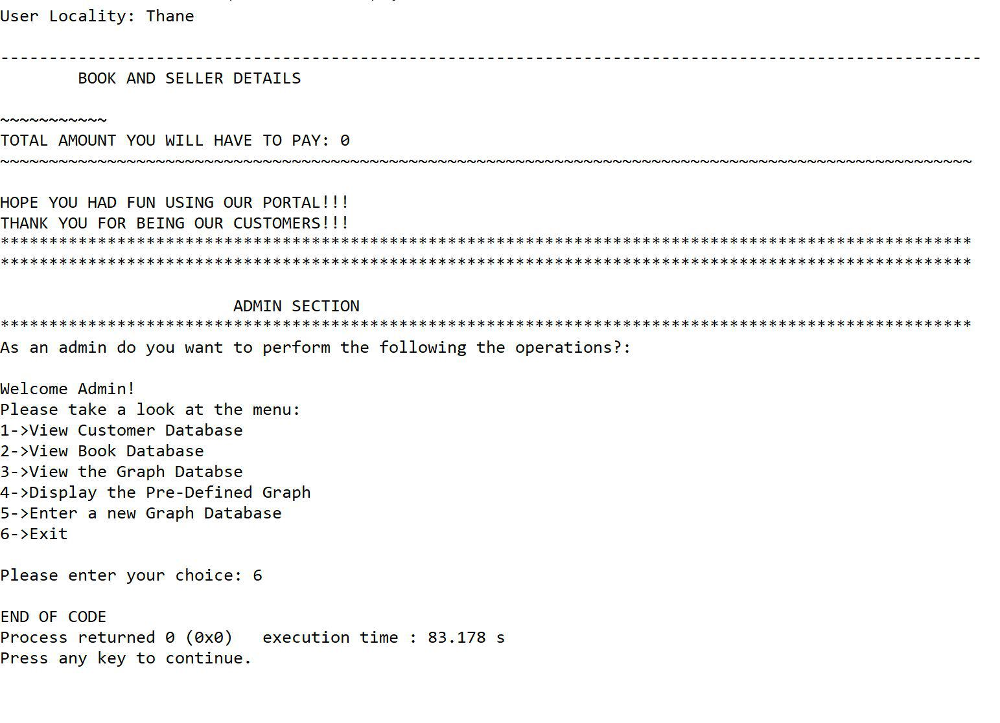 User Locality: Thane
-----------------------------------------------------------------------------------------------------
        BOOK AND SELLER DETAILS
~~~~~~~~~~~
TOTAL AMOUNT YOU WILL HAVE TO PAY: 0
~~~~~~~~~~~~~~~~~~~~~~~~~~~~~~~~~~~~~~~~~~~~~~~~~~~~~~~~~~~~~~~~~~~~~~~~~~~~~~~~~~~~~~~~~~~~~~~~~~~~
HOPE YOU HAD FUN USING OUR PORTAL!!!
THANK YOU FOR BEING OUR CUSTOMERS!!!
****************************************************************************************************
****************************************************************************************************
                        ADMIN SECTION
****************************************************************************************************
As an admin do you want to perform the following the operations?:
Welcome Admin!
Please take a look at the menu:
1->View Customer Database
2->View Book Database
3->View the Graph Databse
4->Display the Pre-Defined Graph
5->Enter a new Graph Database
6->Exit
Please enter your choice: 6
END OF CODE
Process returned 0 (0x0)   execution time : 83.178 s
Press any key to continue.